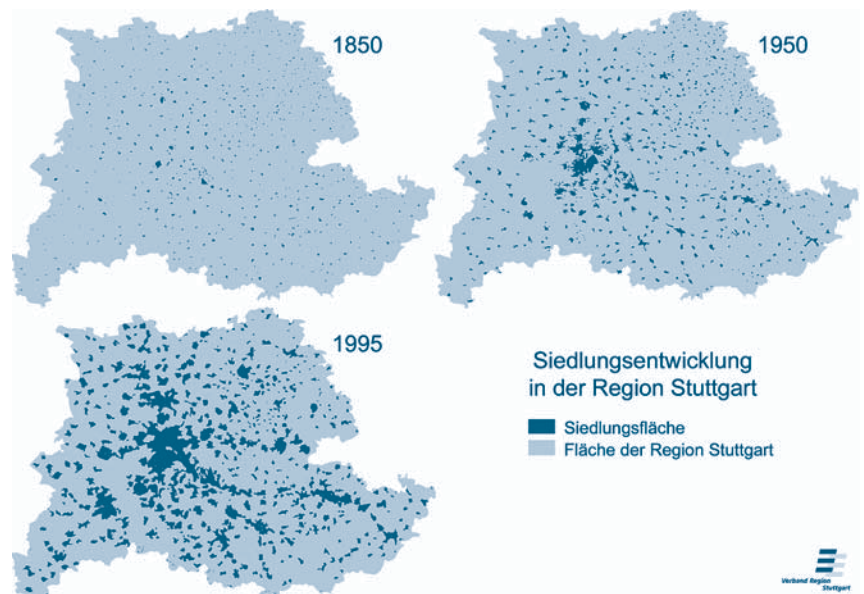 1850
1950
1995
Siedlungsentwicklung
in der Region Stuttgart
Siedlungsfläche
Fläche der Region Stuttgart
Verband Region
Stuttgart